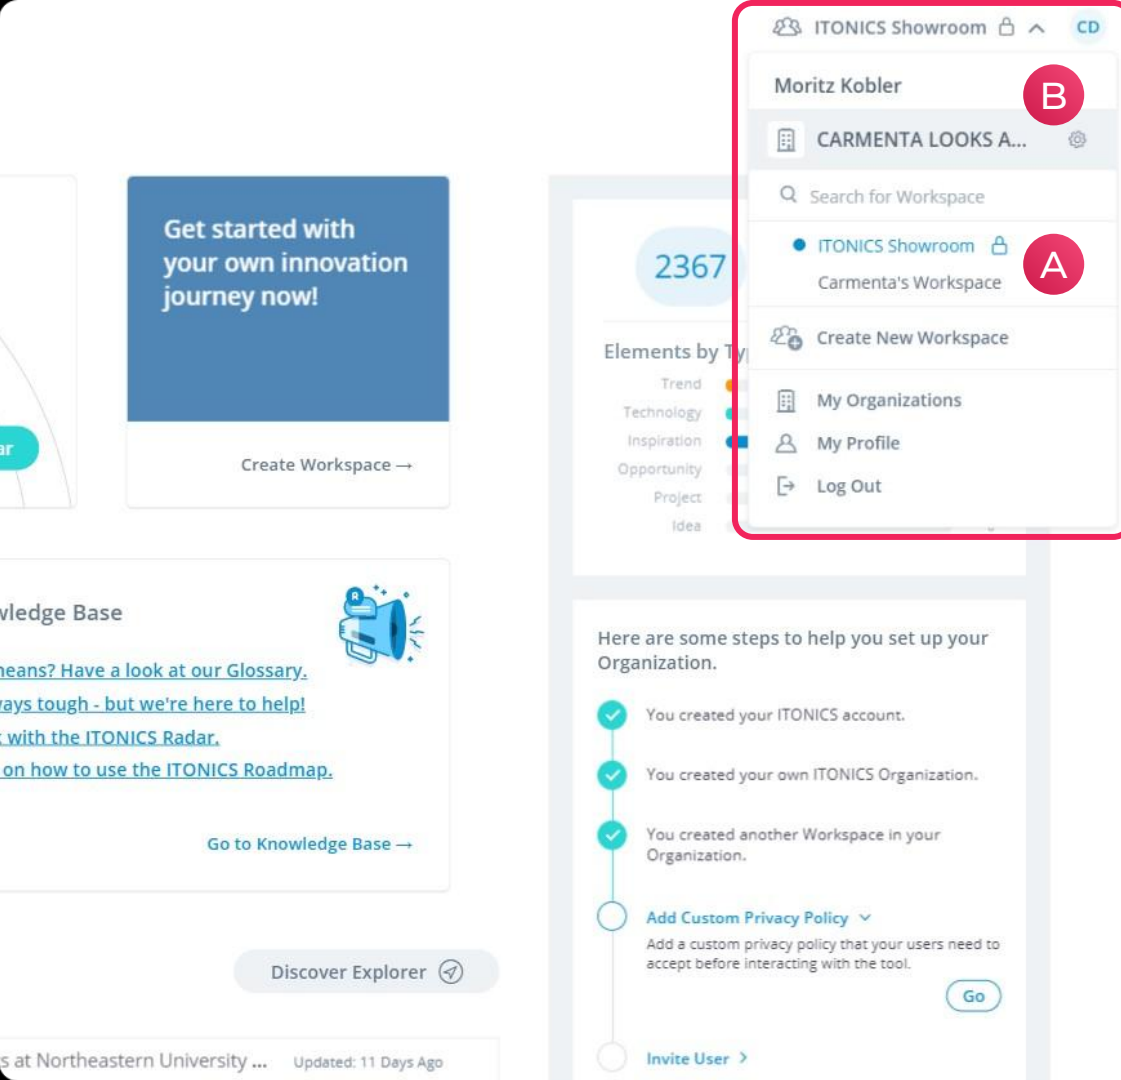 ITONICS Showroom
CD
Moritz Kobler
B
CARMENTA LOOKS A...
Search for Workspace
ITONICS Showroom
A
Carmenta's Workspace
Create New Workspace
My Organizations
My Profile
Log Out
Get started with
your own innovation
journey now!
Create Workspace →
ar
2367
Elements by Ty
Trend
Technology
Inspiration
Opportunity
Project
Idea
wledge Base
neans? Have a look at our Glossary.
ways tough - but we're here to help!
with the ITONICS Radar.
on how to use the ITONICS Roadmap.
Go to Knowledge Base →
Discover Explorer
s at Northeastern University ...
Updated: 11 Days Ago
Here are some steps to help you set up your
Organization.
You created your ITONICS account.
You created your own ITONICS Organization.
You created another Workspace in your
Organization.
Add Custom Privacy Policy
Add a custom privacy policy that your users need to
accept before interacting with the tool.
Go
Invite User >